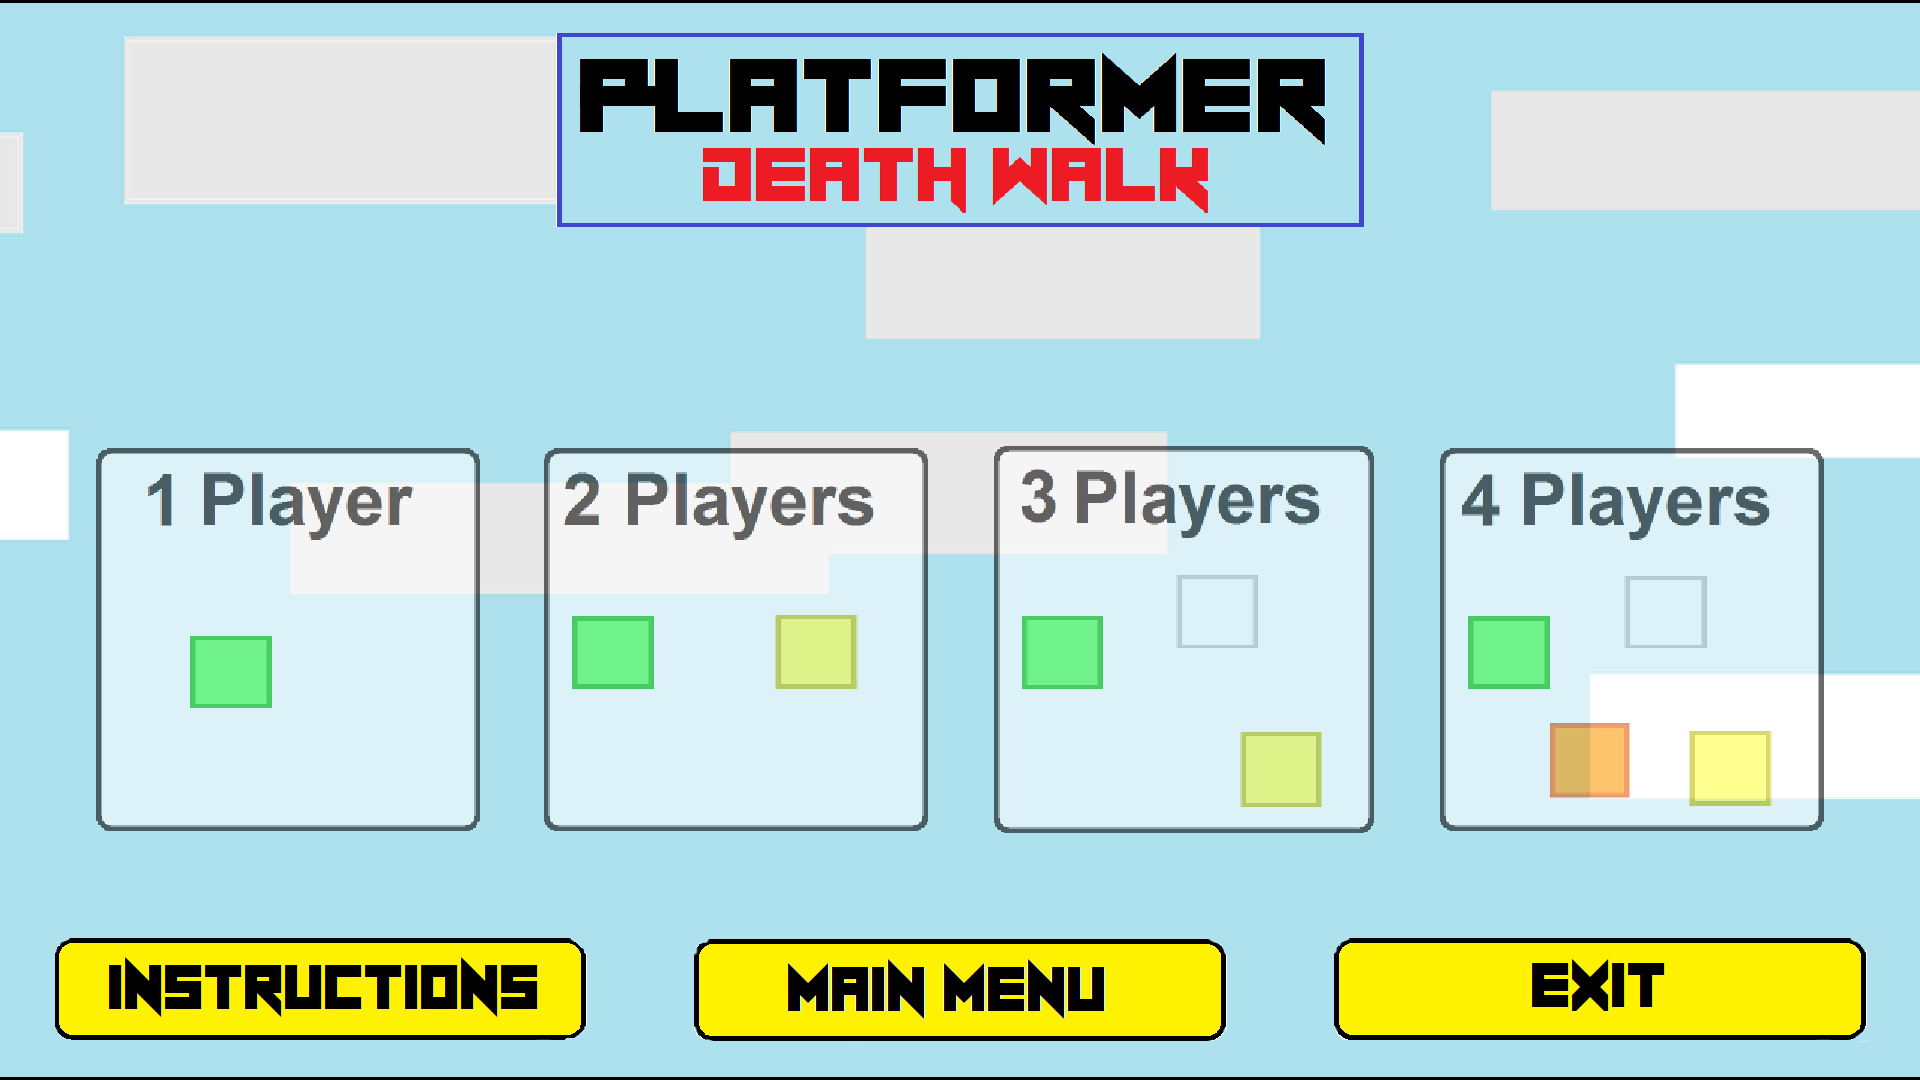 PLATFORMER
DEATH WALK
1 Player
2 Players
3 Players
4 Players
INSTRUCTIONS
MAIN MENU
EXIT